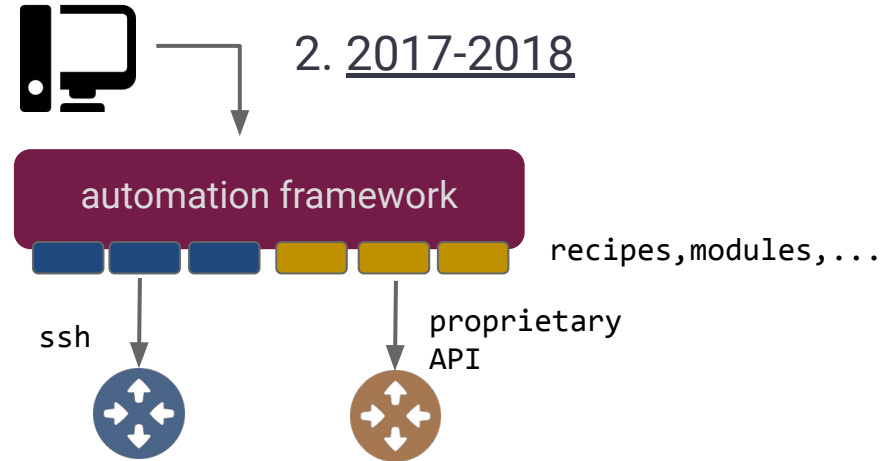 2. 2017-2018
automation framework
recipes,modules,...
ssh
proprietary
API